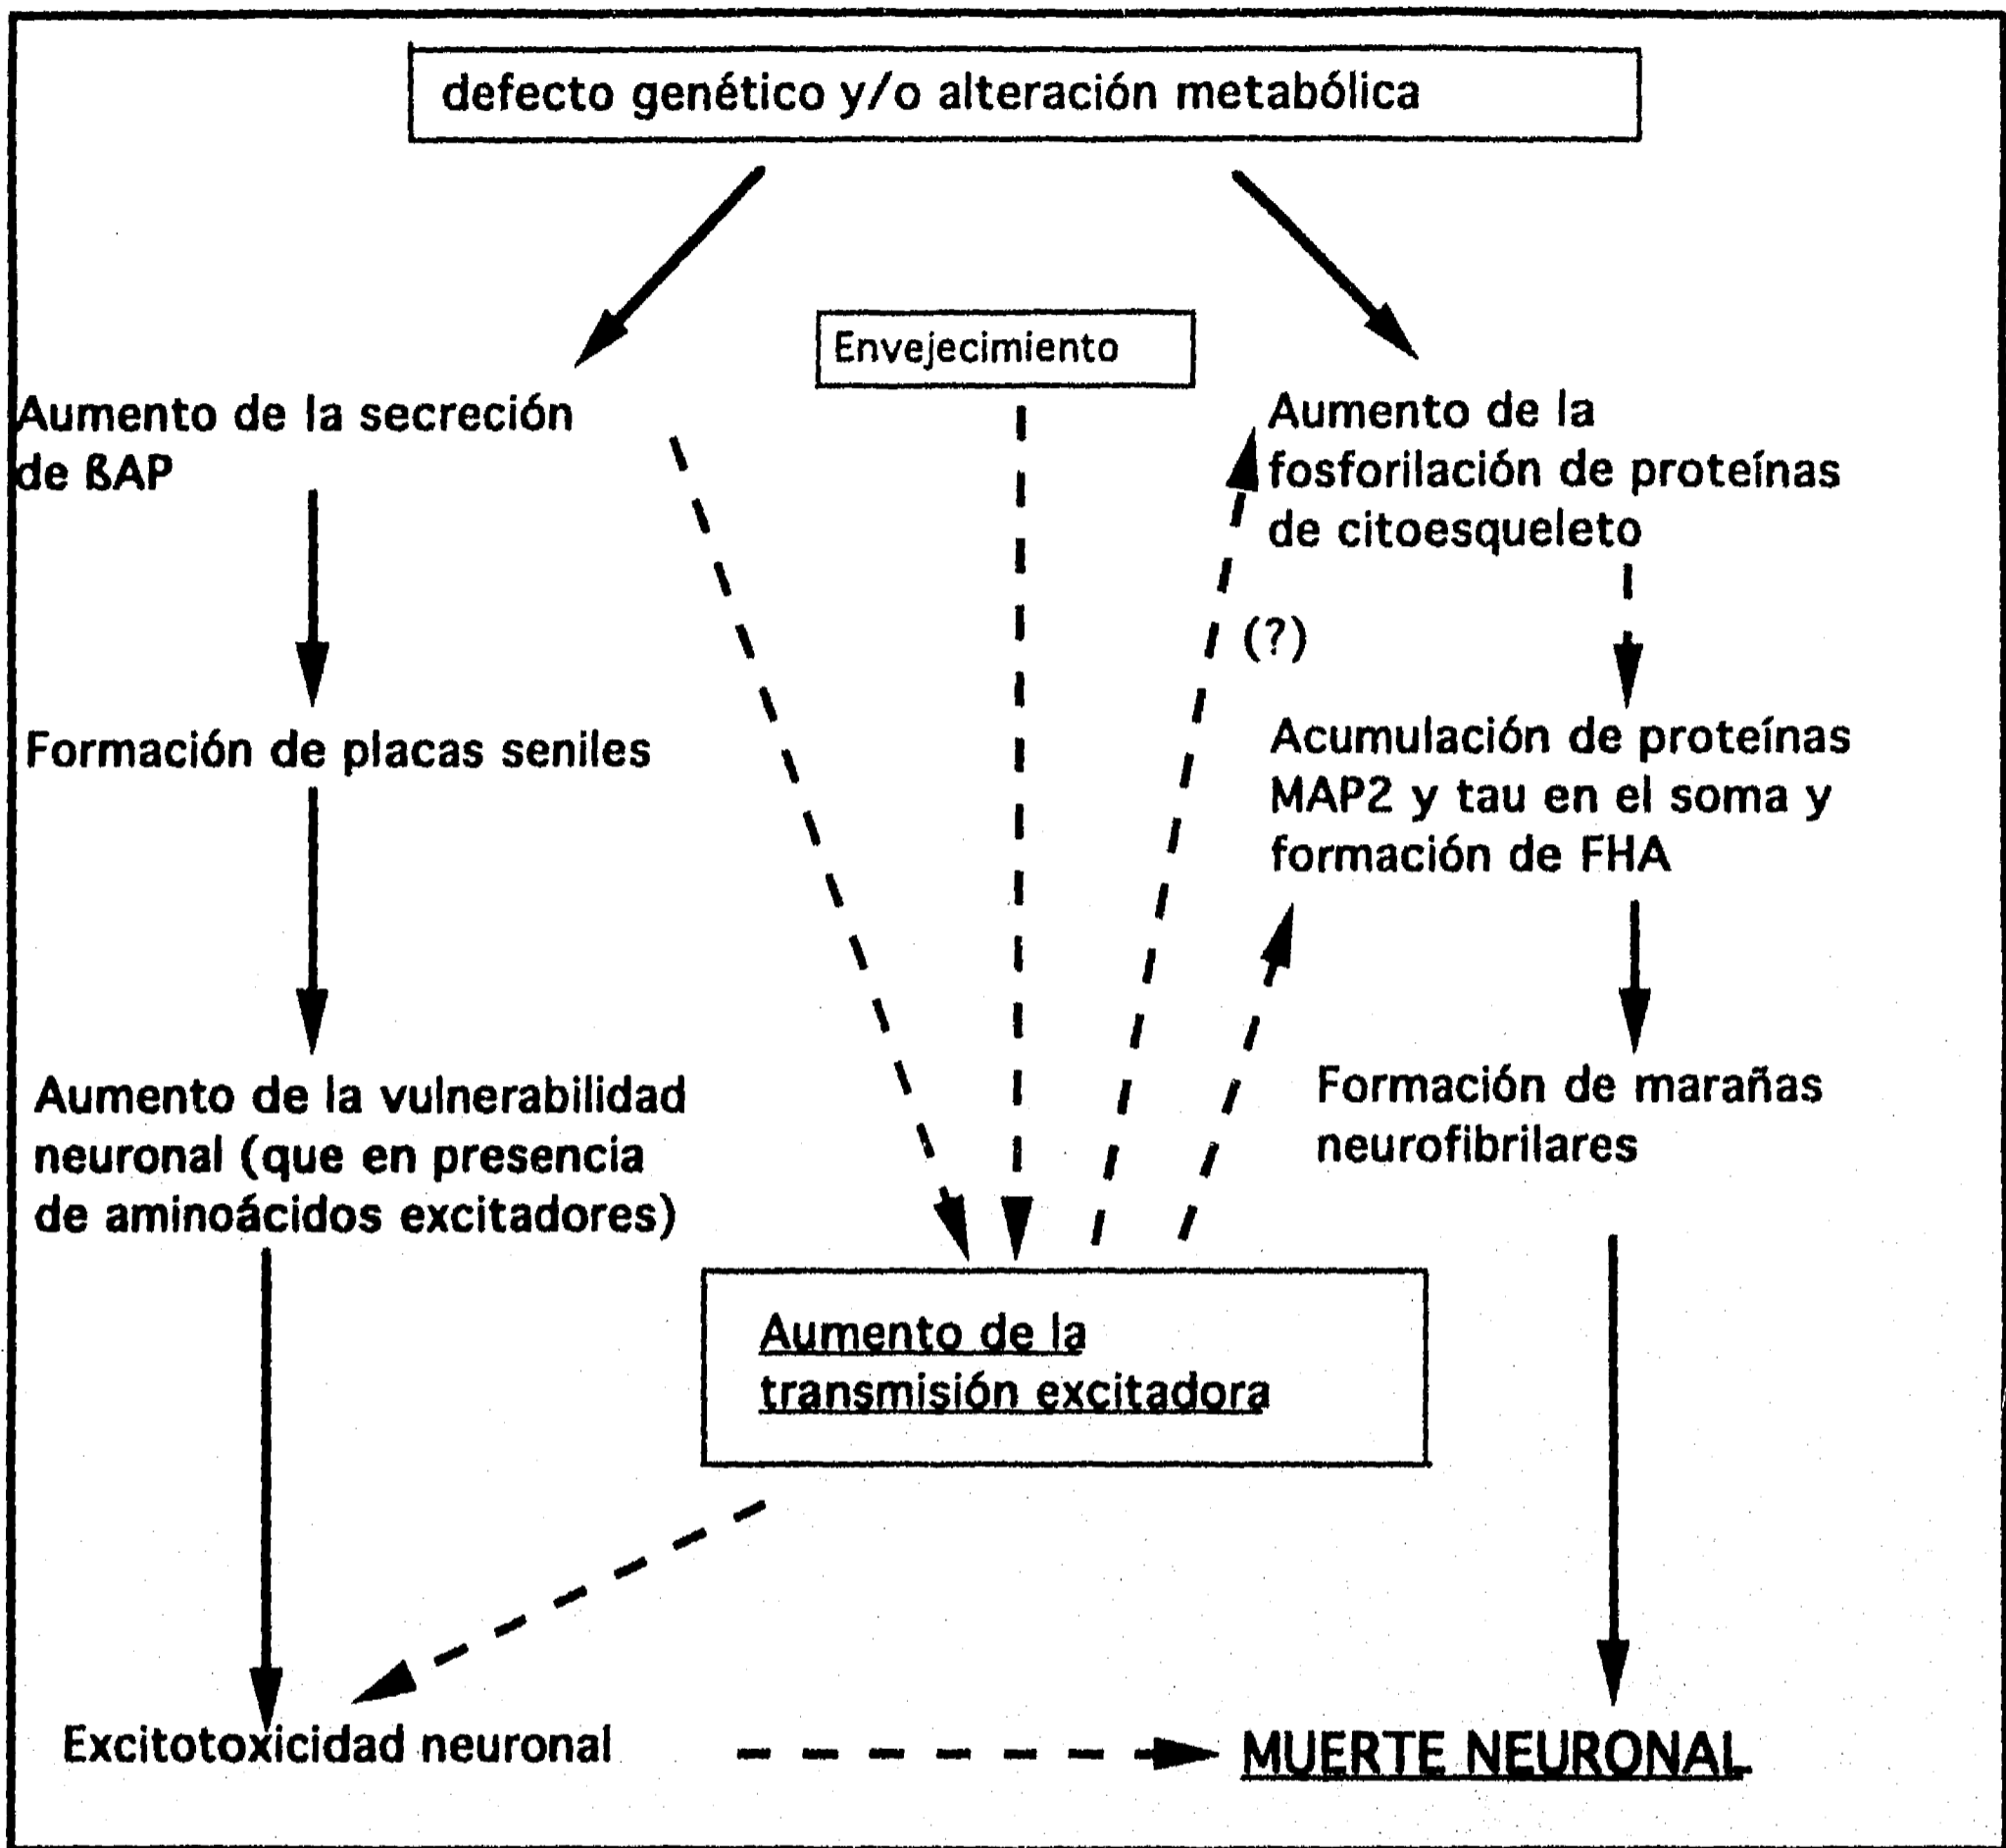 defecto genético y/o alteración metabólica
Envejecimiento
Aumento de la secreción
de ßAP
Aumento de la
fosforilación de proteínas
de citoesqueleto
(?)
Formación de placas seniles
Acumulación de proteínas
MAP2 y tau en el soma y
formación de FHA
Aumento de la vulnerabilidad
neuronal (que en presencia
de aminoácidos excitadores)
Formación de marañas
neurofibrilares
Aumento de la
transmisión excitadora
Excitotoxicidad neuronal
MUERTE NEURONAL